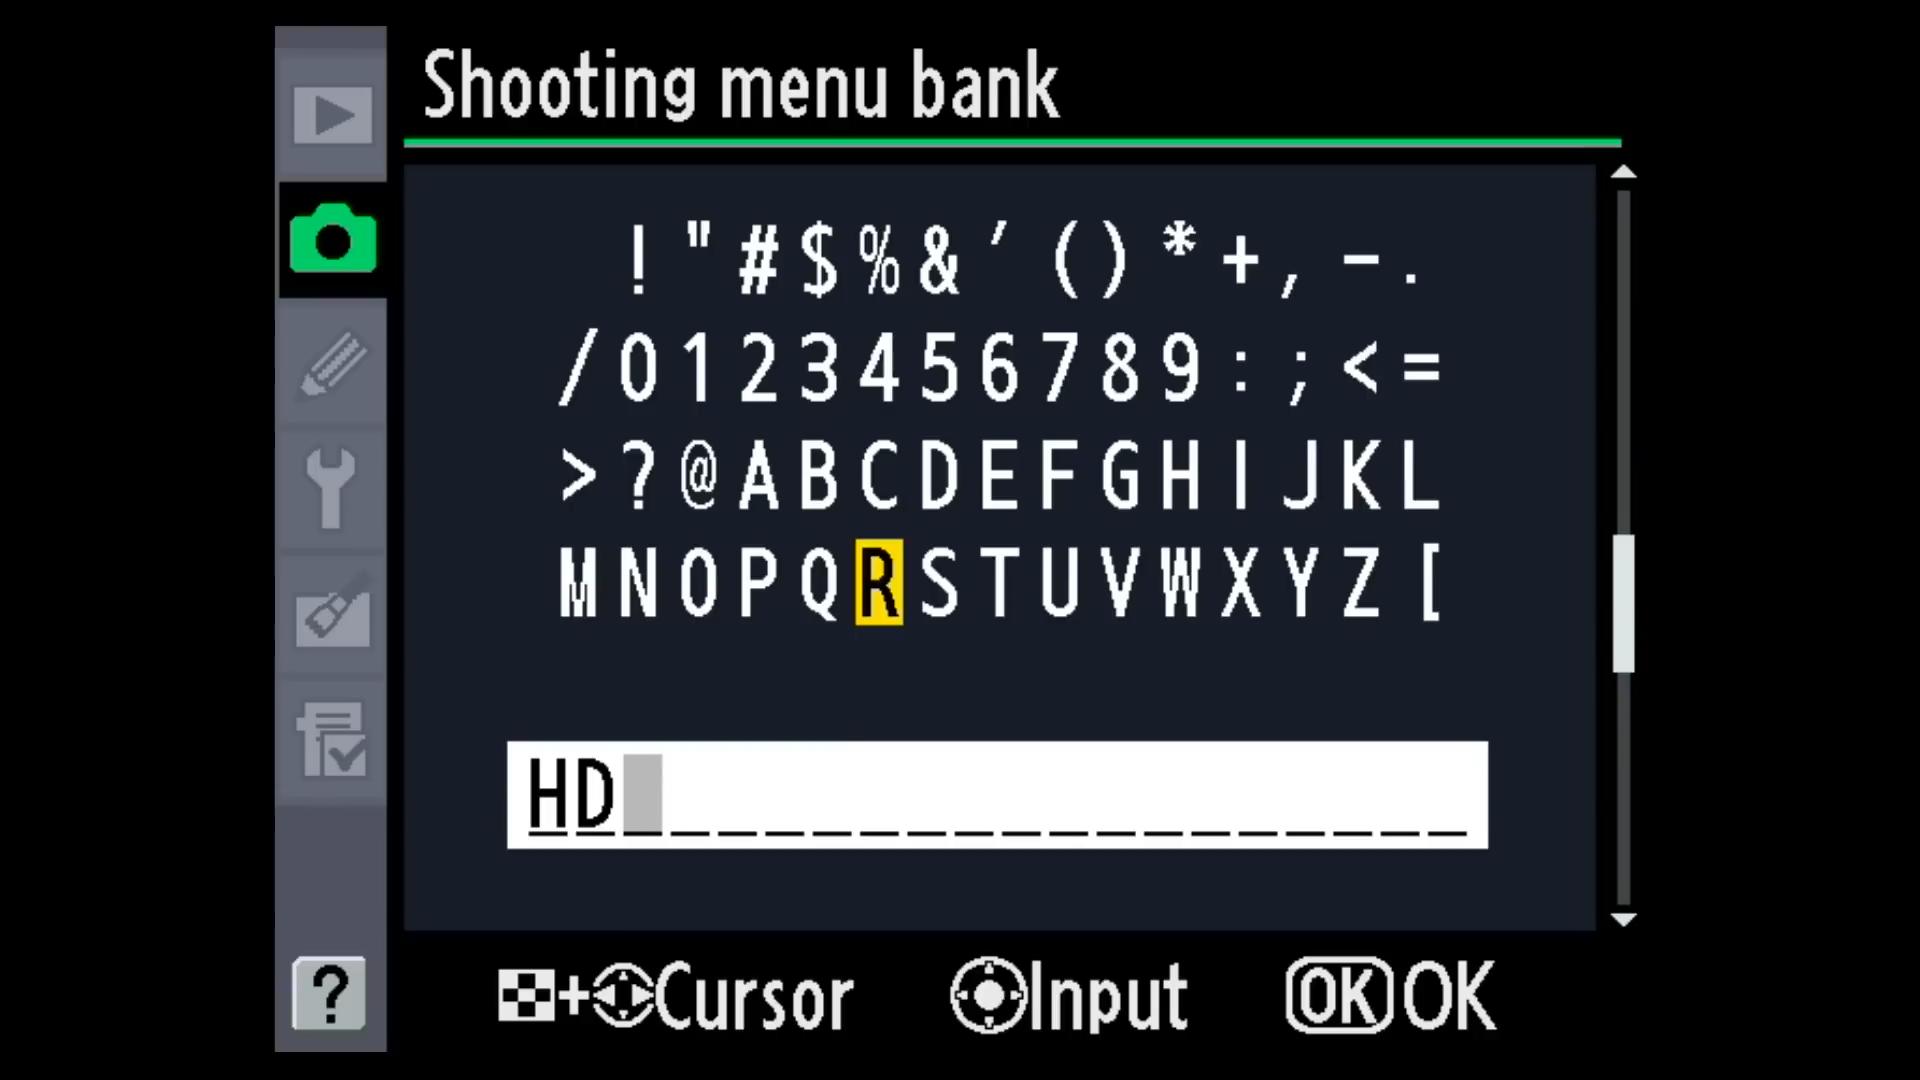 Shooting menu bank
! " # $ % & ' ( ) * + , - .
/ 0 1 2 3 4 5 6 7 8 9 : ; < =
> ? @ A B C D E F G H I J K L
M N O P Q R S T U V W X Y Z [
HD
? + Cursor Input OK OK